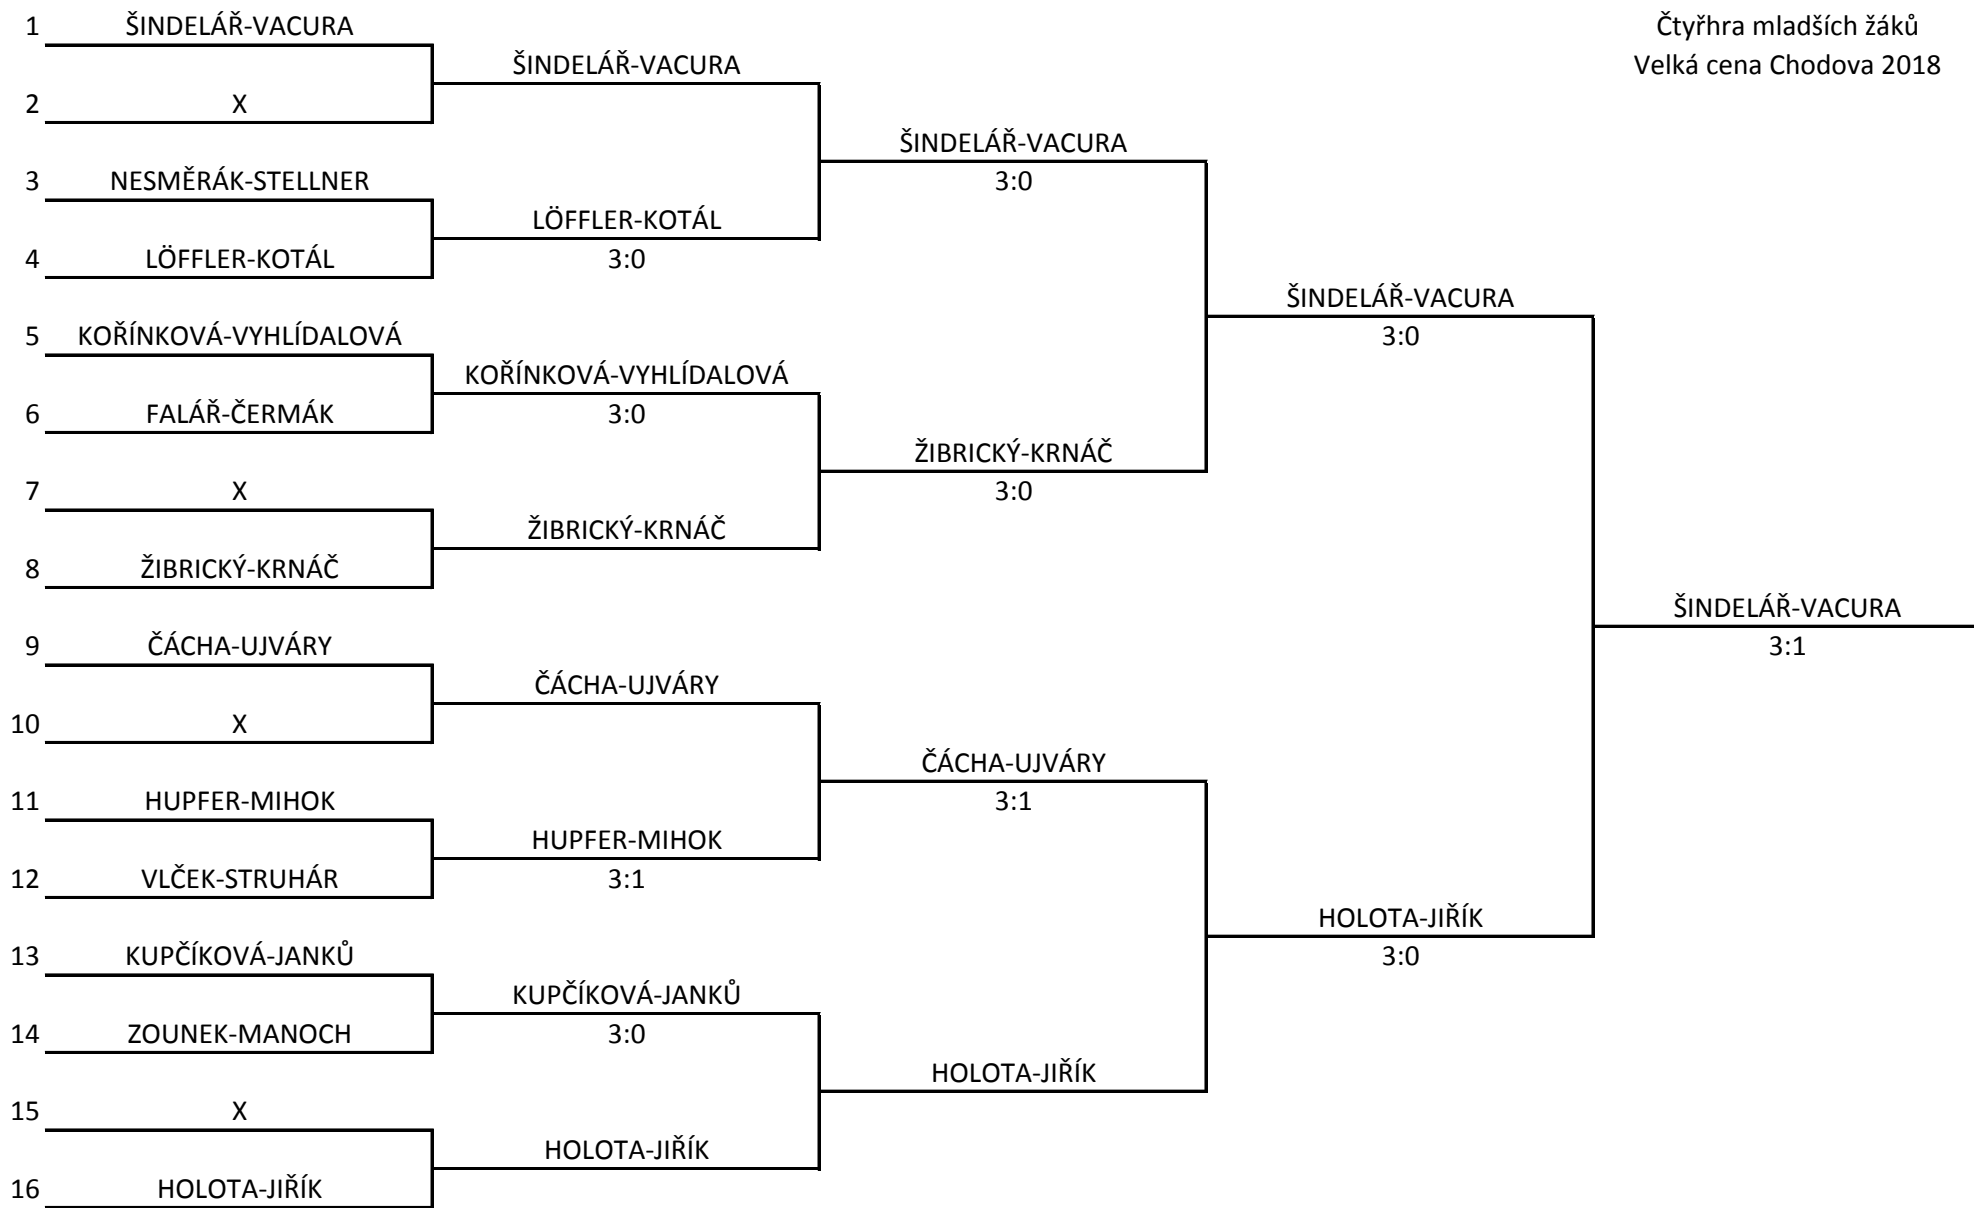 Čtyřhra mladších žáků
Velká cena Chodova 2018
1 ŠINDELÁŘ-VACURA
ŠINDELÁŘ-VACURA
2 X
ŠINDELÁŘ-VACURA
3:0
3 NESMĚRÁK-STELLNER
LÖFFLER-KOTÁL
3:0
4 LÖFFLER-KOTÁL
ŠINDELÁŘ-VACURA
3:0
5 KOŘÍNKOVÁ-VYHLÍDALOVÁ
KOŘÍNKOVÁ-VYHLÍDALOVÁ
3:0
6 FALÁŘ-ČERMÁK
ŽIBRICKÝ-KRNÁČ
3:0
7 X
ŽIBRICKÝ-KRNÁČ
8 ŽIBRICKÝ-KRNÁČ
ŠINDELÁŘ-VACURA
3:1
9 ČÁCHA-UJVÁRY
ČÁCHA-UJVÁRY
10 X
ČÁCHA-UJVÁRY
3:1
11 HUPFER-MIHOK
HUPFER-MIHOK
3:1
12 VLČEK-STRUHÁR
HOLOTA-JIŘÍK
3:0
13 KUPČÍKOVÁ-JANKŮ
KUPČÍKOVÁ-JANKŮ
3:0
14 ZOUNEK-MANOCH
HOLOTA-JIŘÍK
15 X
HOLOTA-JIŘÍK
16 HOLOTA-JIŘÍK